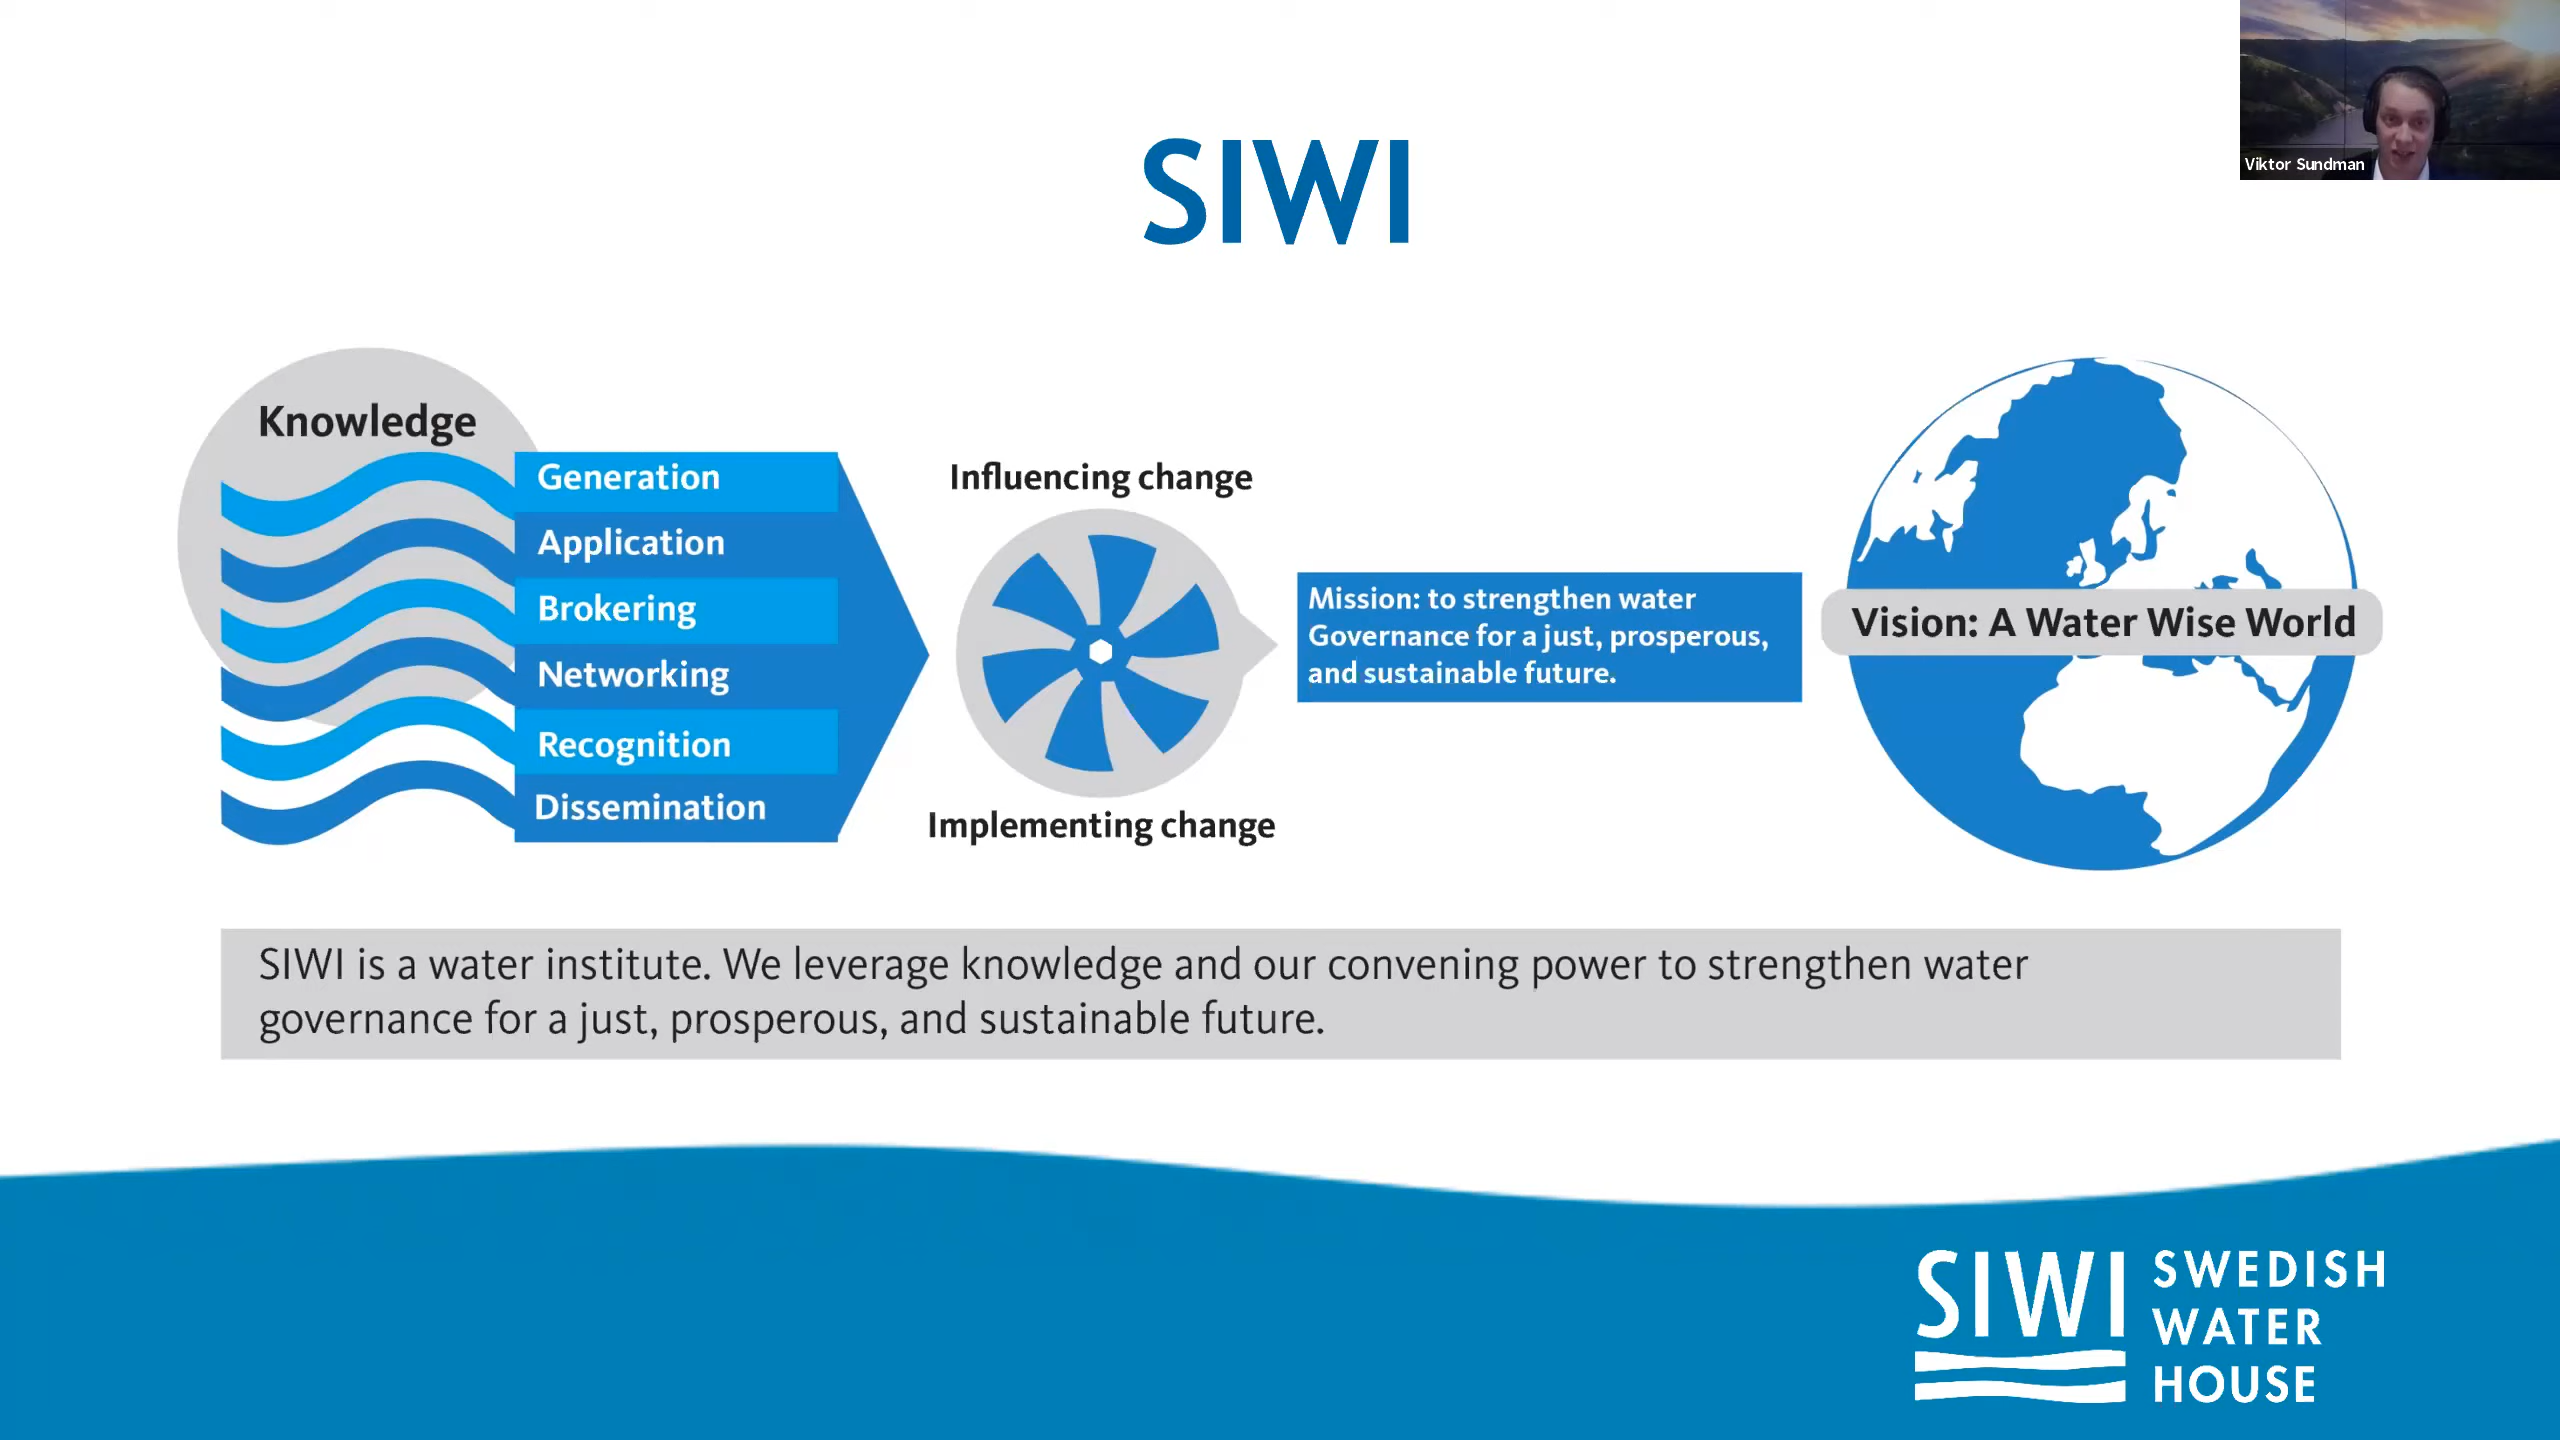 SIWI
Viktor Sundman
Knowledge
Generation
Application
Brokering
Networking
Recognition
Dissemination
Influencing change
Implementing change
Mission: to strengthen water
Governance for a just, prosperous,
and sustainable future.
Vision: A Water Wise World
SIWI is a water institute. We leverage knowledge and our convening power to strengthen water
governance for a just, prosperous, and sustainable future.
SIWI
SWEDISH
WATER
HOUSE